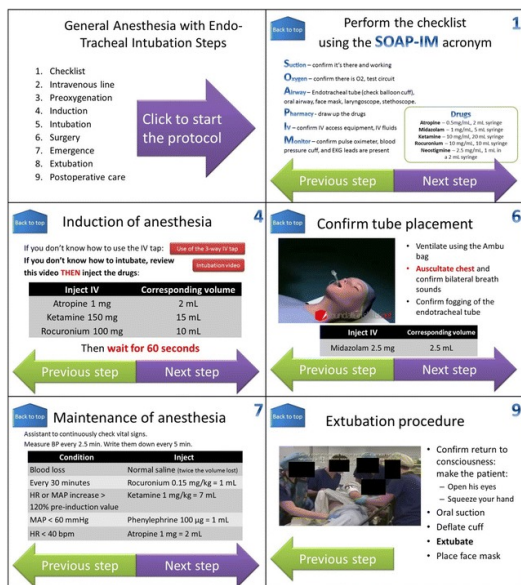 General Anesthesia with Endo-
Tracheal Intubation Steps
1. Checklist
2. Intravenous line
3. Preoxygenation
4. Induction
5. Intubation
6. Surgery
7. Emergence
8. Extubation
9. Postoperative care
Click to start
the protocol
Back to top
1
Perform the checklist
using the SOAP-IM acronym
Suction – confirm it's there and working
Oxygen – confirm there is O2, test circuit
Airway – Endotracheal tube (check balloon cuff),
oral airway, face mask, laryngoscope, stethoscope.
Pharmacy - draw up the drugs
Iv – confirm IV access equipment, IV fluids
Monitor – confirm pulse oximeter, blood
pressure cuff, and EKG leads are present
Drugs
Atropine – 0.5mg/mL, 2 mL syringe
Midazolam – 1 mg/mL, 5 mL syringe
Ketamine – 10 mg/mL, 20 mL syringe
Rocuronium – 10 mg/mL, 10 mL syringe
Neostigmine – 2.5 mg/mL, 1 mL in
a 2 mL syringe
Previous step
Next step
Back to top
Induction of anesthesia
4
If you don't know how to use the IV tap:
Use of the 3-way IV tap
If you don't know how to intubate, review
this video THEN inject the drugs:
Intubation video
Inject IV Corresponding volume
Atropine 1 mg 2 mL
Ketamine 150 mg 15 mL
Rocuronium 100 mg 10 mL
Then wait for 60 seconds
Previous step
Next step
Back to top
Confirm tube placement
6
• Ventilate using the Ambu
bag
• Auscultate chest and
confirm bilateral breath
sounds
• Confirm fogging of the
endotracheal tube
Inject IV Corresponding volume
Midazolam 2.5 mg 2.5 mL
Previous step
Next step
Back to top
Maintenance of anesthesia
7
Assistant to continuously check vital signs.
Measure BP every 2.5 min. Write them down every 5 min.
Condition Inject
Blood loss Normal saline (twice the volume lost)
Every 30 minutes Rocuronium 0.15 mg/kg = 1 mL
HR or MAP increase > Ketamine 1 mg/kg = 7 mL
120% pre-induction value
MAP < 60 mmHg Phenylephrine 100 µg = 1 mL
HR < 40 bpm Atropine 1 mg = 2 mL
Previous step
Next step
Back to top
Extubation procedure
9
• Confirm return to
consciousness:
make the patient:
– Open his eyes
– Squeeze your hand
• Oral suction
• Deflate cuff
• Extubate
• Place face mask
Previous step